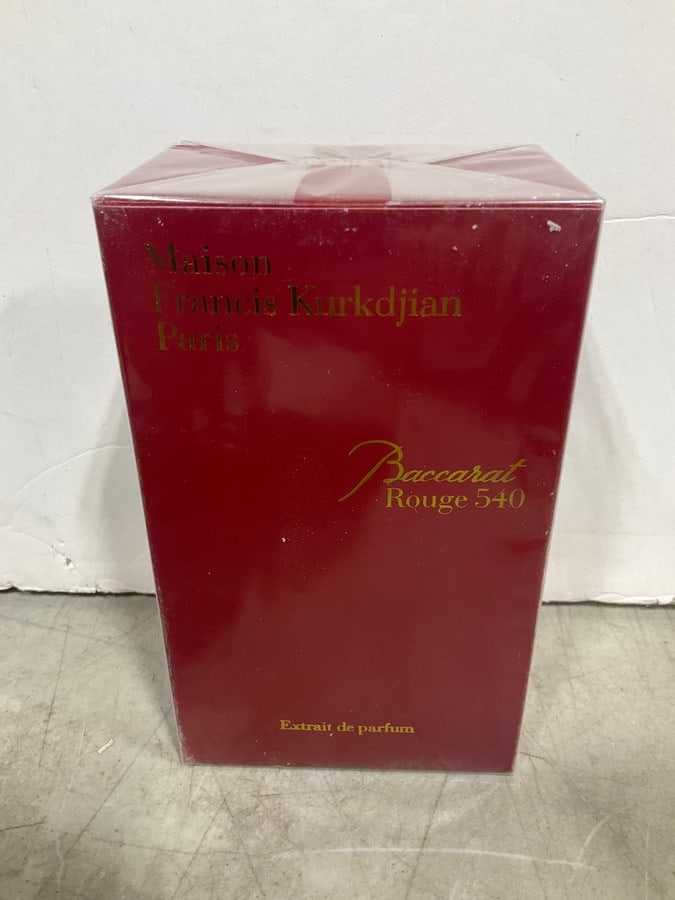 Maison
Francis Kurkdjian
Paris
Baccarat
Rouge 540
Extrait de parfum